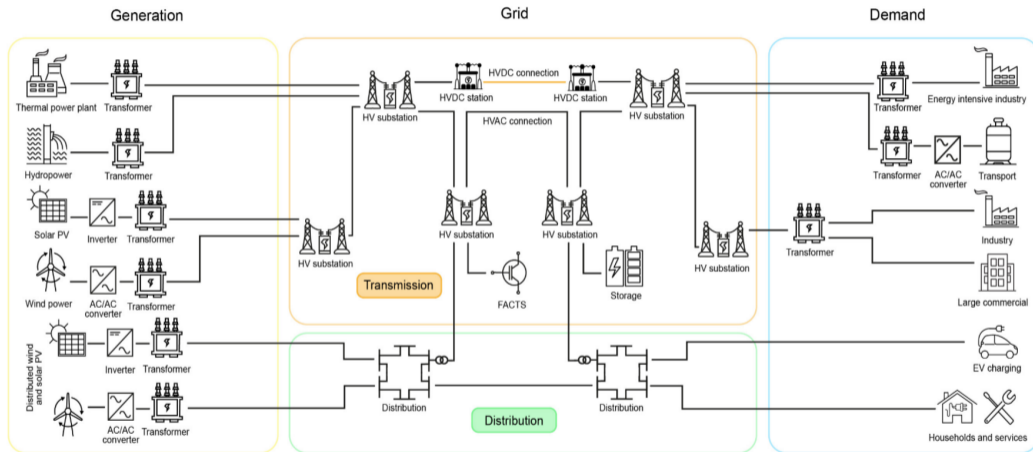 Generation
Grid
Demand
Thermal power plant
Transformer
HV substation
HVDC station
HVDC connection
HVDC station
HV substation
HVAC connection
Transformer
Energy intensive industry
Hydropower
Transformer
Transformer
AC/AC
converter
Transport
Solar PV
Inverter
Transformer
HV substation
HV substation
HV substation
HV substation
Transformer
Industry
Wind power
AC/AC
converter
Transformer
Transmission
FACTS
Storage
Large commercial
Distributed wind
and solar PV
Inverter
Transformer
EV charging
AC/AC
converter
Transformer
Distribution
Distribution
Distribution
Households and services